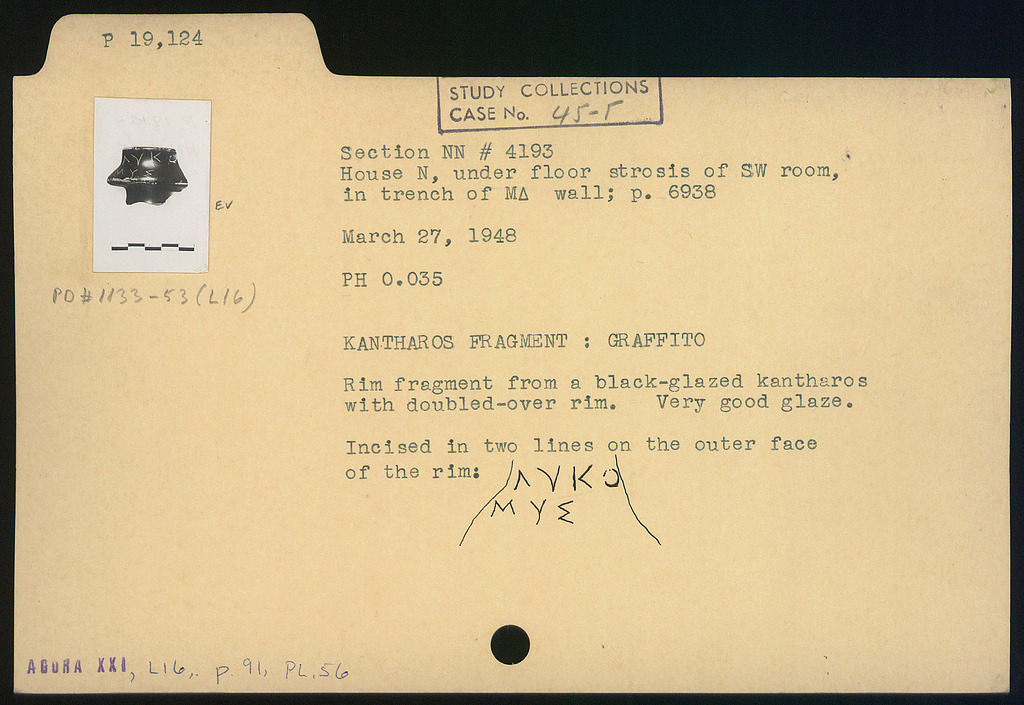 P 19,124
STUDY COLLECTIONS
CASE No. 45-Γ
Section NN # 4193
House N, under floor strosis of SW room,
in trench of ΜΔ wall; p. 6938
EV
March 27, 1948
PH 0.035
PD # 1133-53 (L16)
KANTHAROS FRAGMENT : GRAFFITO
Rim fragment from a black-glazed kantharos
with doubled-over rim. Very good glaze.
Incised in two lines on the outer face
of the rim:
ΛΥΚΟ
ΜΥΣ
AGORA XXI, L16, p. 91, PL. 56